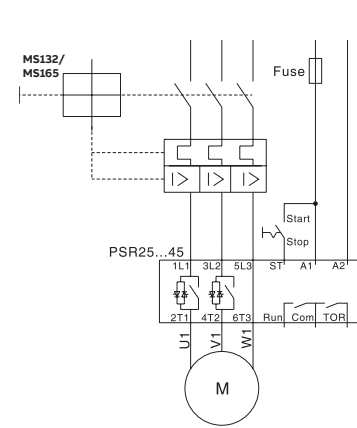 MS132/
MS165
Fuse
I> I> I>
Start
Stop
PSR25...45
1L1 3L2 5L3 ST A1 A2
2T1 4T2 6T3 Run Com TOR
U1 V1 W1
M